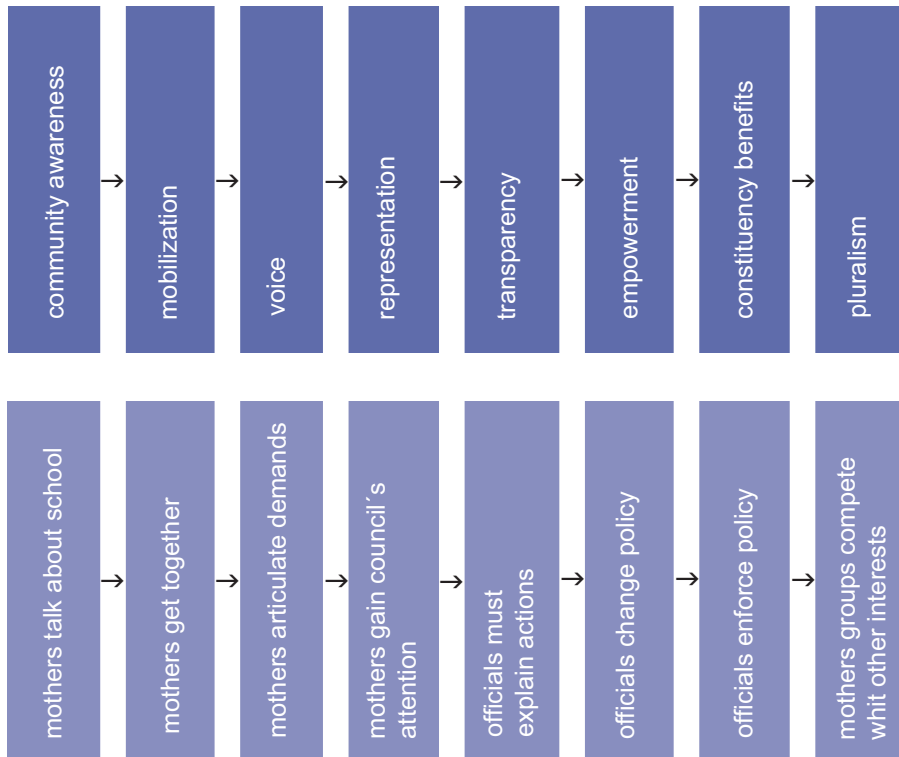 community awareness
mobilization
voice
representation
transparency
empowerment
constituency benefits
pluralism
mothers talk about school
mothers get together
mothers articulate demands
mothers gain council´s
attention
officials must
explain actions
officials change policy
officials enforce policy
mothers groups compete
whit other interests